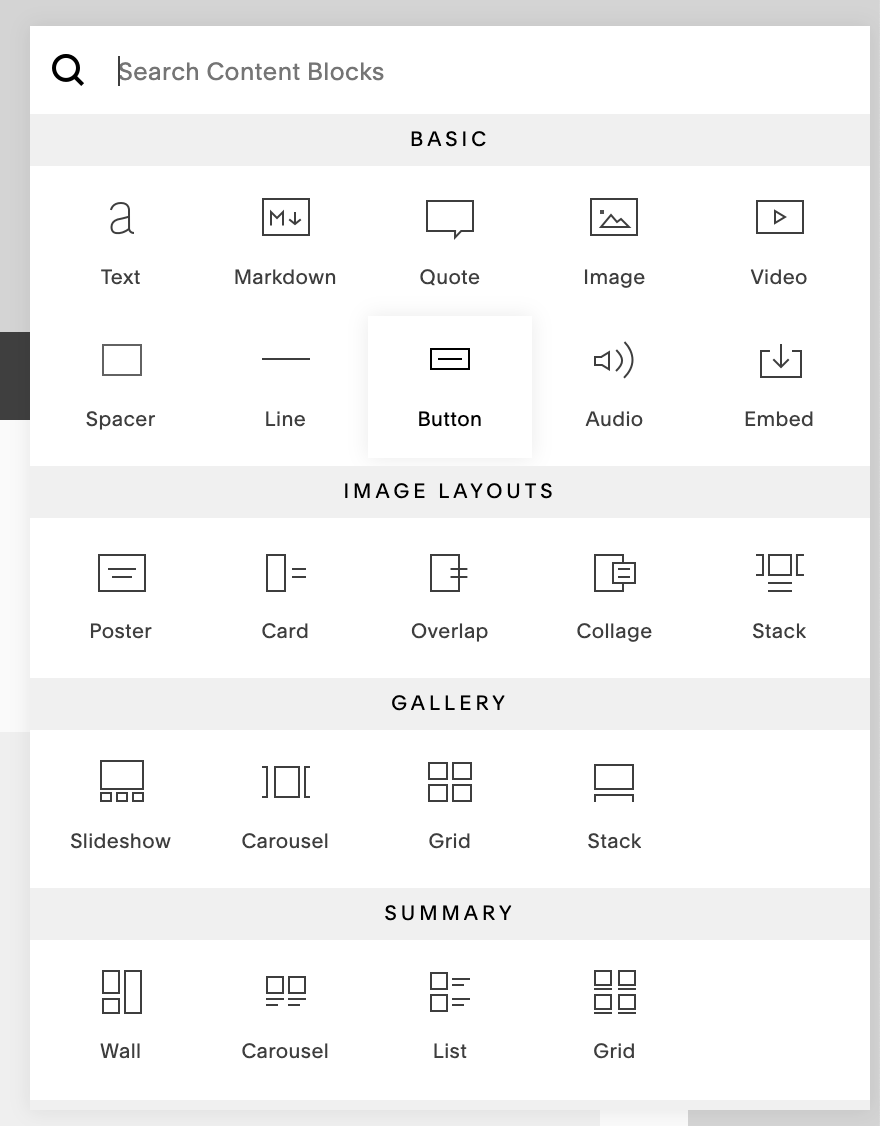 Search Content Blocks
BASIC
Text Markdown Quote Image Video
Spacer Line Button Audio Embed
IMAGE LAYOUTS
Poster Card Overlap Collage Stack
GALLERY
Slideshow Carousel Grid Stack
SUMMARY
Wall Carousel List Grid